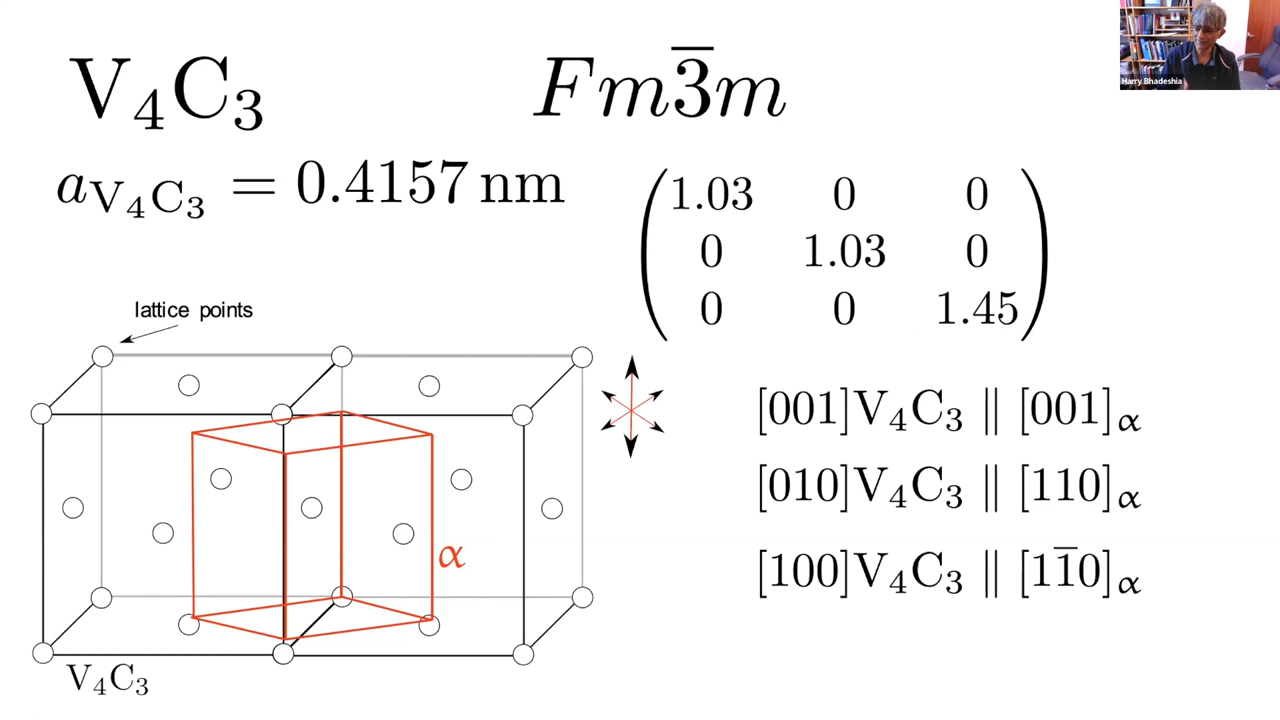 V₄C₃
Fm3̅m
Harry Bhadeshia
a_V₄C₃ = 0.4157 nm
1.03 0 0
0 1.03 0
0 0 1.45
lattice points
α
V₄C₃
[001]V₄C₃ ∥ [001]α
[010]V₄C₃ ∥ [110]α
[100]V₄C₃ ∥ [11̅0]α